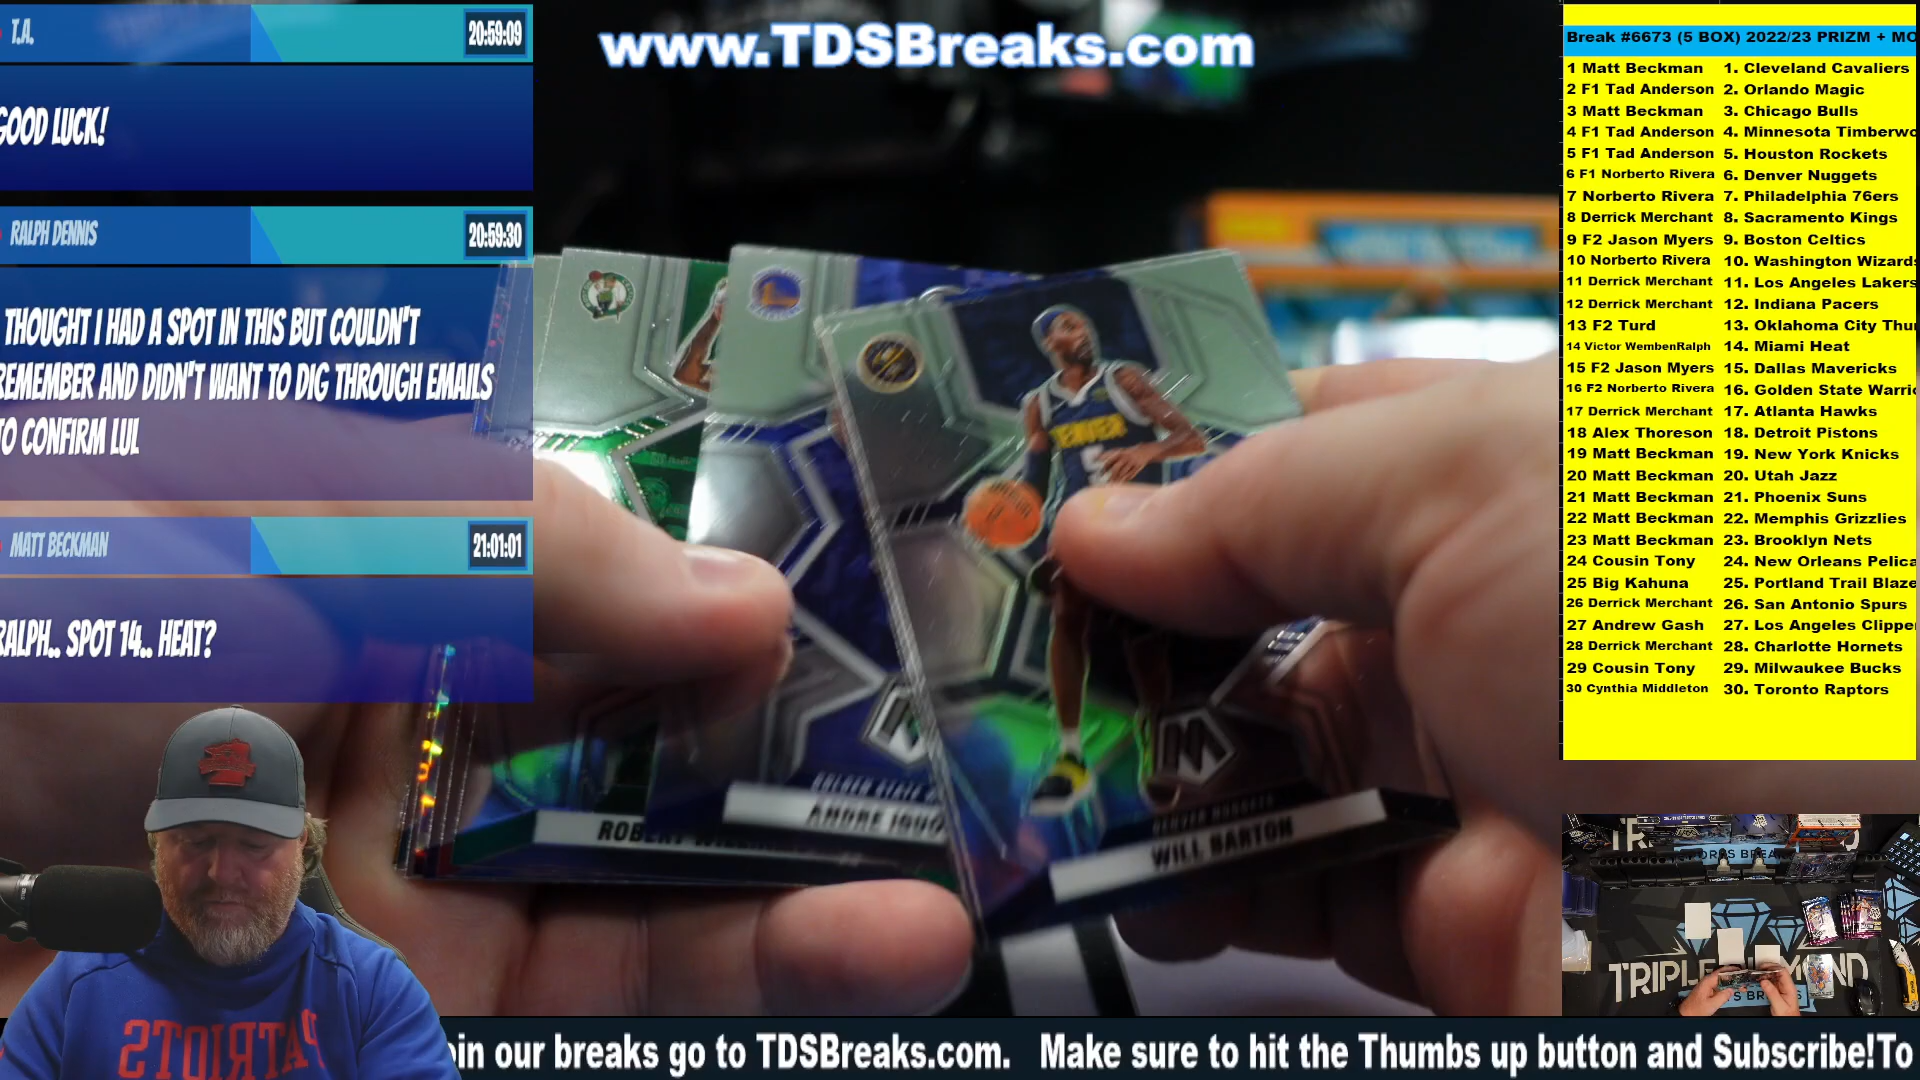 T.A.
20:59:09
GOOD LUCK!
RALPH DENNIS
20:59:30
THOUGHT I HAD A SPOT IN THIS BUT COULDN'T
REMEMBER AND DIDN'T WANT TO DIG THROUGH EMAILS
TO CONFIRM LUL
MATT BECKMAN
21:01:01
RALPH.. SPOT 14.. HEAT?
www.TDSBreaks.com
DENVER
5
ROBERT
ANDRE IGUO
DENVER NUGGETS
WILL BARTON
Break #6673 (5 BOX) 2022/23 PRIZM + MO
1 Matt Beckman 1. Cleveland Cavaliers
2 F1 Tad Anderson 2. Orlando Magic
3 Matt Beckman 3. Chicago Bulls
4 F1 Tad Anderson 4. Minnesota Timberwo
5 F1 Tad Anderson 5. Houston Rockets
6 F1 Norberto Rivera 6. Denver Nuggets
7 Norberto Rivera 7. Philadelphia 76ers
8 Derrick Merchant 8. Sacramento Kings
9 F2 Jason Myers 9. Boston Celtics
10 Norberto Rivera 10. Washington Wizards
11 Derrick Merchant 11. Los Angeles Lakers
12 Derrick Merchant 12. Indiana Pacers
13 F2 Turd 13. Oklahoma City Thu
14 Victor WembenRalph 14. Miami Heat
15 F2 Jason Myers 15. Dallas Mavericks
16 F2 Norberto Rivera 16. Golden State Warrio
17 Derrick Merchant 17. Atlanta Hawks
18 Alex Thoreson 18. Detroit Pistons
19 Matt Beckman 19. New York Knicks
20 Matt Beckman 20. Utah Jazz
21 Matt Beckman 21. Phoenix Suns
22 Matt Beckman 22. Memphis Grizzlies
23 Matt Beckman 23. Brooklyn Nets
24 Cousin Tony 24. New Orleans Pelica
25 Big Kahuna 25. Portland Trail Blaze
26 Derrick Merchant 26. San Antonio Spurs
27 Andrew Gash 27. Los Angeles Clippe
28 Derrick Merchant 28. Charlotte Hornets
29 Cousin Tony 29. Milwaukee Bucks
30 Cynthia Middleton 30. Toronto Raptors
PATRIOTS
oin our breaks go to TDSBreaks.com. Make sure to hit the Thumbs up button and Subscribe!To